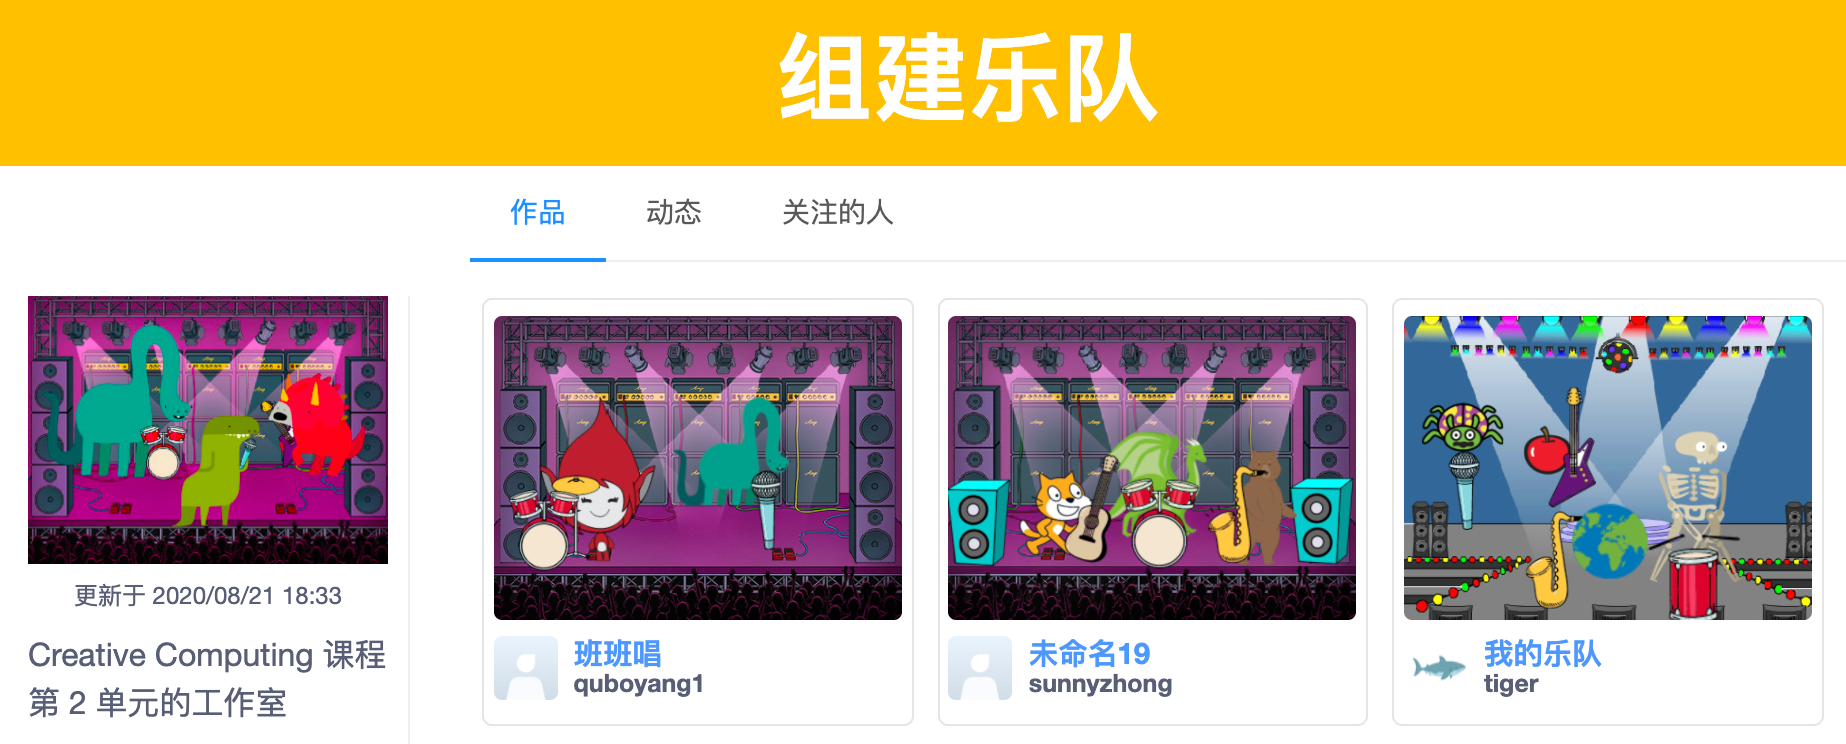 组建乐队
作品
动态
关注的人
更新于 2020/08/21 18:33
Creative Computing 课程
第 2 单元的工作室
班班唱
quboyang1
未命名19
sunnyzhong
我的乐队
tiger